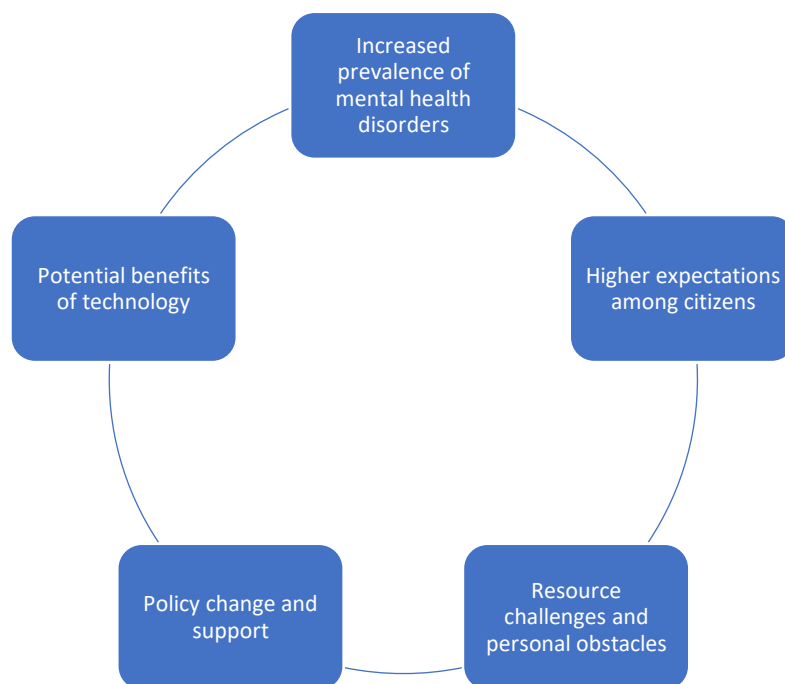 Increased
prevalence of
mental health
disorders
Higher expectations
among citizens
Resource
challenges and
personal obstacles
Policy change and
support
Potential benefits
of technology